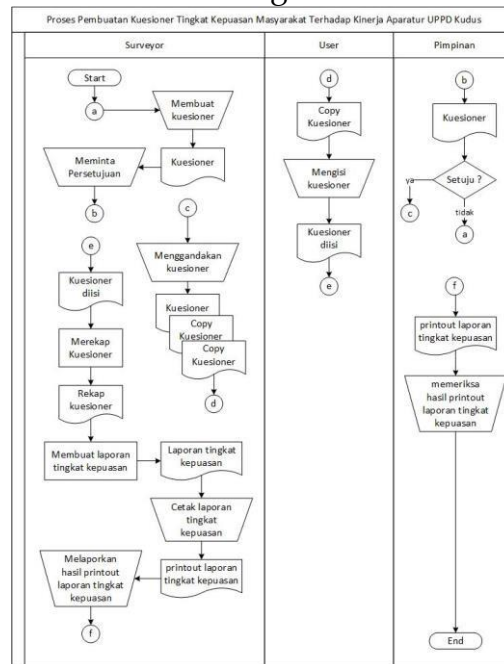 Proses Pembuatan Kuesioner Tingkat Kepuasan Masyarakat Terhadap Kinerja Aparatur UPPD Kudus
Surveyor
Start
a
Membuat
kuesioner
Kuesioner
Meminta
Persetujuan
b
c
Menggandakan
kuesioner
Kuesioner
Copy
Kuesioner
Copy
Kuesioner
d
e
Kuesioner
diisi
Merekap
Kuesioner
Rekap
kuesioner
Membuat laporan
tingkat kepuasan
Laporan tingkat
kepuasan
Cetak laporan
tingkat
kepuasan
printout laporan
tingkat kepuasan
Melaporkan
hasil printout
laporan tingkat
kepuasan
f
User
d
Copy
Kuesioner
Mengisi
kuesioner
Kuesioner
diisi
e
Pimpinan
b
Kuesioner
Setuju ?
ya
c
tidak
a
f
printout laporan
tingkat kepuasan
memeriksa
hasil printout
laporan tingkat
kepuasan
End